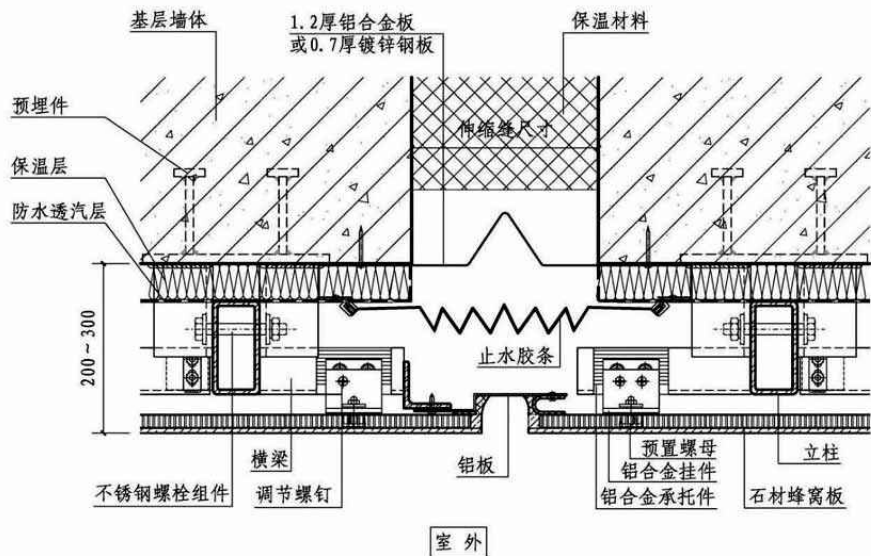 基层墙体
1.2厚铝合金板
或0.7厚镀锌钢板
保温材料
预埋件
伸缩缝尺寸
保温层
防水透汽层
200~300
止水胶条
横梁
铝板
预置螺母
立柱
不锈钢螺栓组件
调节螺钉
铝合金挂件
铝合金承托件
石材蜂窝板
室外